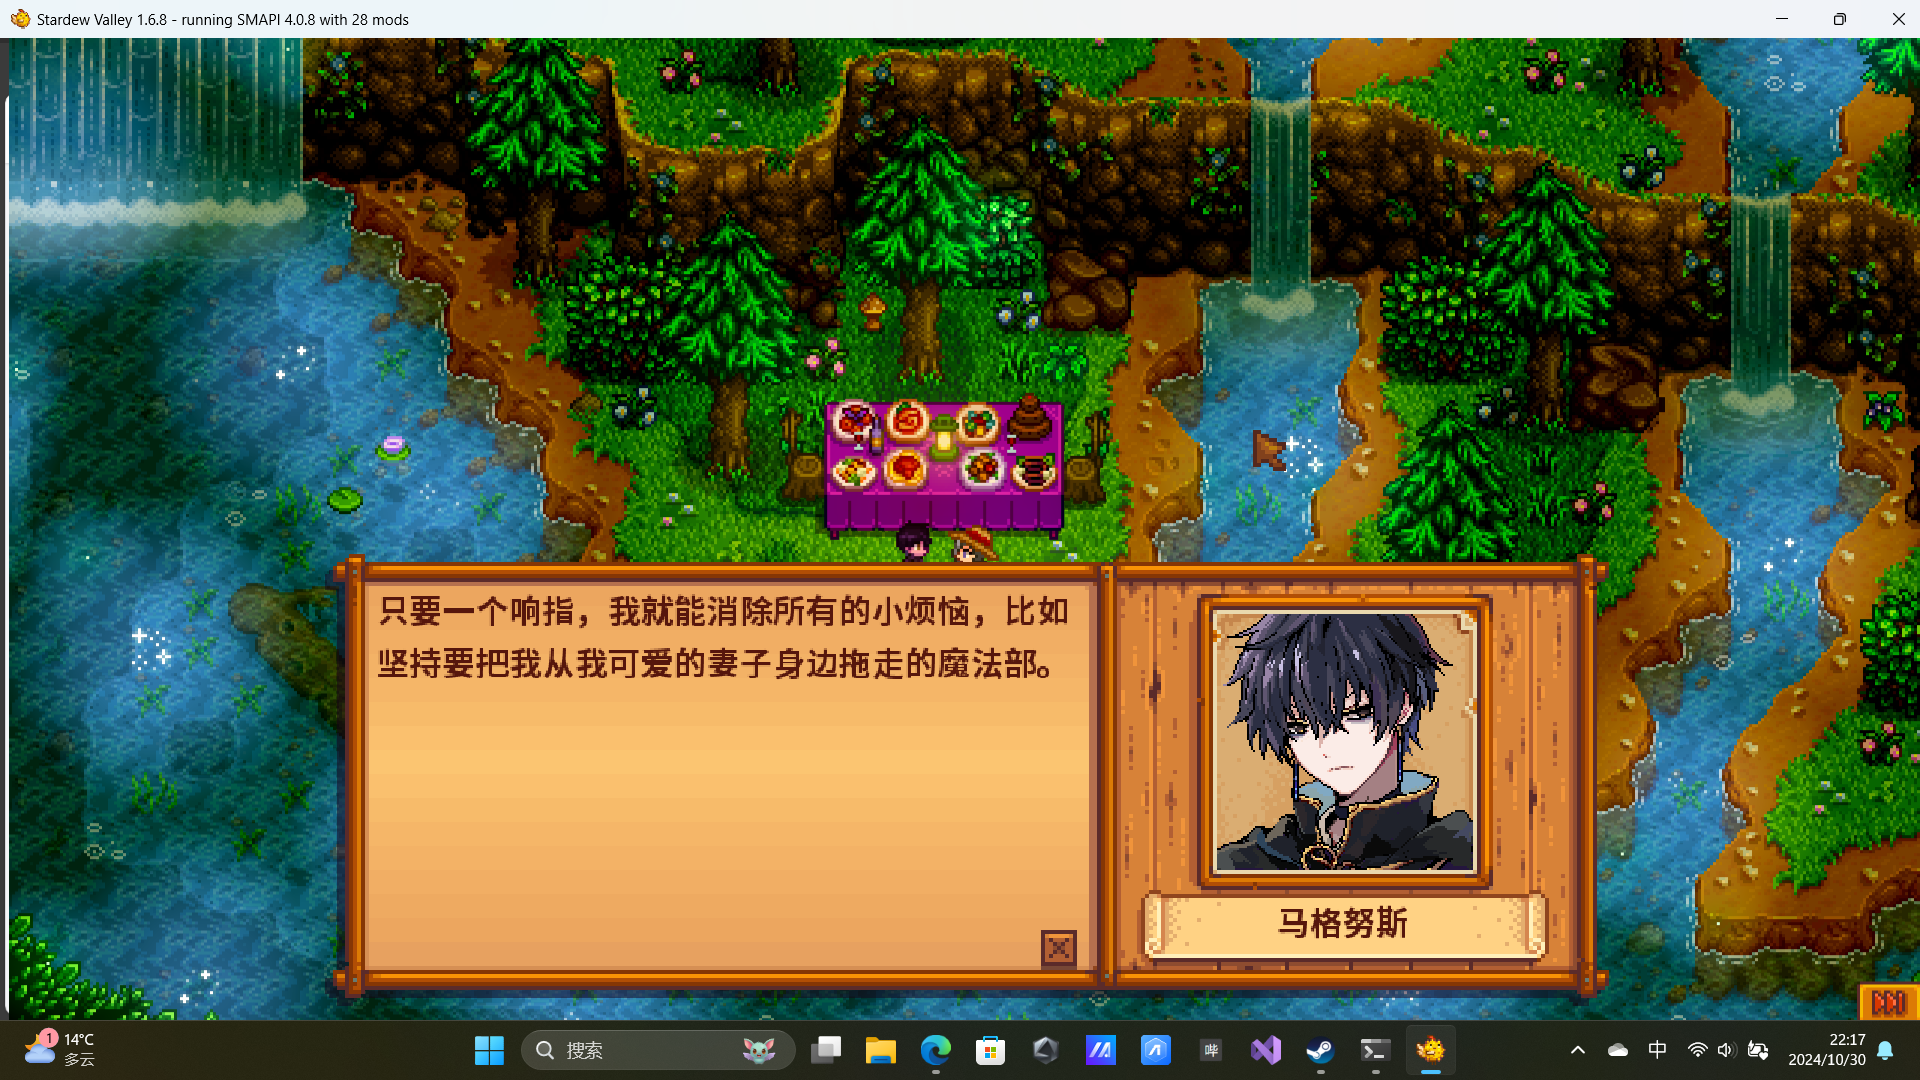 Stardew Valley 1.6.8 - running SMAPI 4.0.8 with 28 mods
只要一个响指，我就能消除所有的小烦恼，比如
坚持要把我从我可爱的妻子身边拖走的魔法部。
马格努斯
1
14°C
多云
搜索
哔
中
22:17
2024/10/30